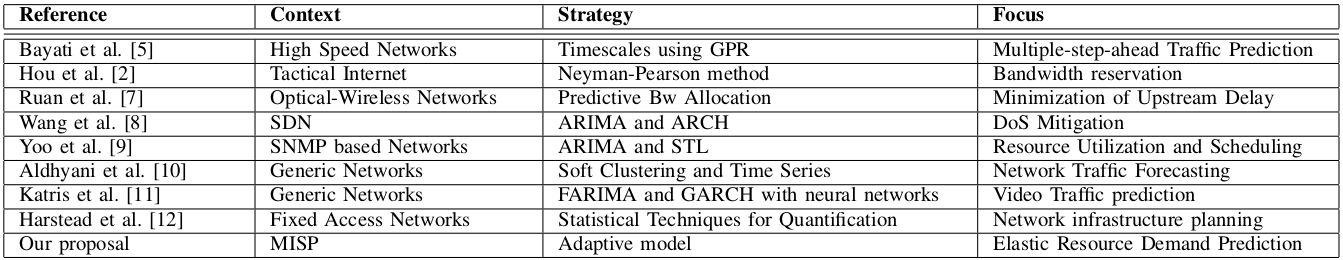 Reference Context Strategy Focus
Bayati et al. [5] High Speed Networks Timescales using GPR Multiple-step-ahead Traffic Prediction
Hou et al. [2] Tactical Internet Neyman-Pearson method Bandwidth reservation
Ruan et al. [7] Optical-Wireless Networks Predictive Bw Allocation Minimization of Upstream Delay
Wang et al. [8] SDN ARIMA and ARCH DoS Mitigation
Yoo et al. [9] SNMP based Networks ARIMA and STL Resource Utilization and Scheduling
Aldhyani et al. [10] Generic Networks Soft Clustering and Time Series Network Traffic Forecasting
Katris et al. [11] Generic Networks FARIMA and GARCH with neural networks Video Traffic prediction
Harstead et al. [12] Fixed Access Networks Statistical Techniques for Quantification Network infrastructure planning
Our proposal MISP Adaptive model Elastic Resource Demand Prediction